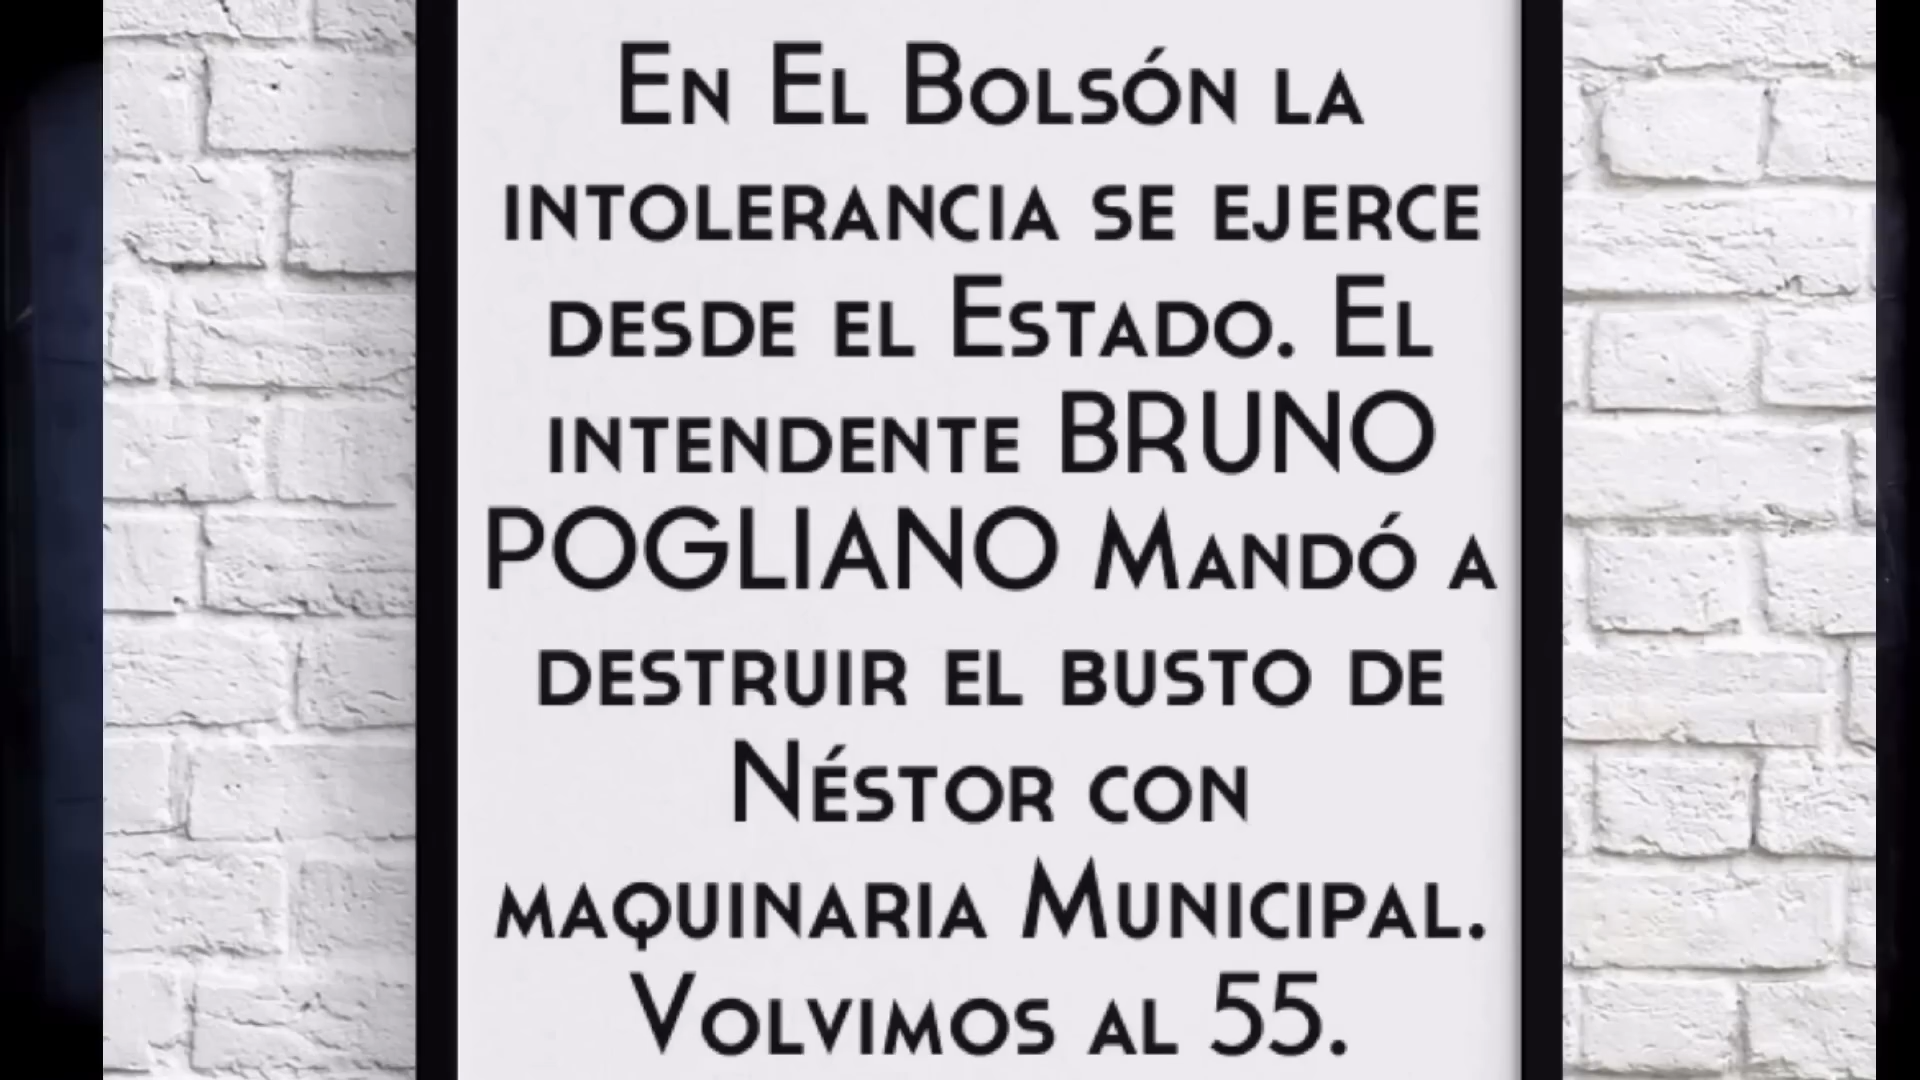 En El Bolsón la
intolerancia se ejerce
desde el Estado. El
intendente BRUNO
POGLIANO Mandó a
destruir el busto de
Néstor con
maquinaria Municipal.
Volvimos al 55.